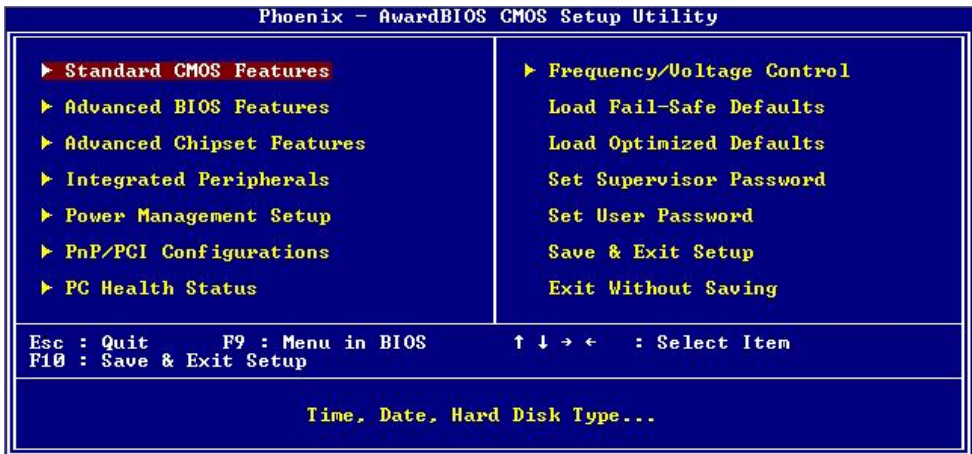 Phoenix - AwardBIOS CMOS Setup Utility
▶ Standard CMOS Features
▶ Advanced BIOS Features
▶ Advanced Chipset Features
▶ Integrated Peripherals
▶ Power Management Setup
▶ PnP/PCI Configurations
▶ PC Health Status
▶ Frequency/Voltage Control
Load Fail-Safe Defaults
Load Optimized Defaults
Set Supervisor Password
Set User Password
Save & Exit Setup
Exit Without Saving
Esc : Quit F9 : Menu in BIOS ↑ ↓ → ← : Select Item
F10 : Save & Exit Setup
Time, Date, Hard Disk Type...